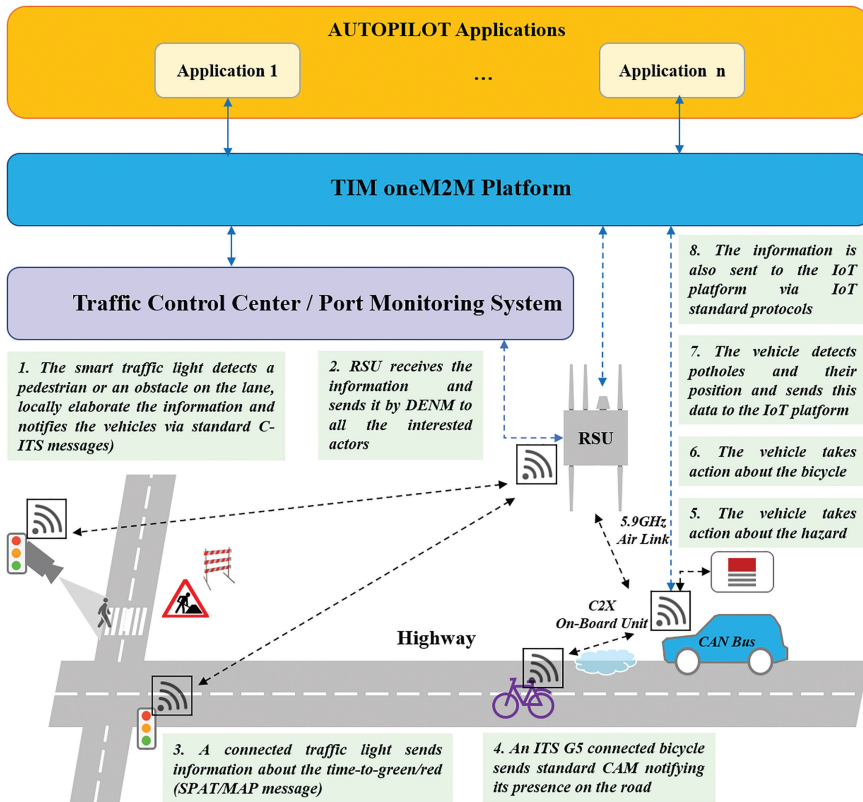 AUTOPILOT Applications
Application 1
...
Application n
TIM oneM2M Platform
Traffic Control Center / Port Monitoring System
8. The information is
also sent to the IoT
platform via IoT
standard protocols
1. The smart traffic light detects a
pedestrian or an obstacle on the lane,
locally elaborate the information and
notifies the vehicles via standard C-
ITS messages)
2. RSU receives the
information and
sends it by DENM to
all the interested
actors
7. The vehicle detects
potholes and their
position and sends this
data to the IoT platform
RSU
6. The vehicle takes
action about the bicycle
5. The vehicle takes
action about the hazard
5.9GHz
Air Link
C2X
On-Board Unit
Highway
CAN Bus
3. A connected traffic light sends
information about the time-to-green/red
(SPAT/MAP message)
4. An ITS G5 connected bicycle
sends standard CAM notifying
its presence on the road